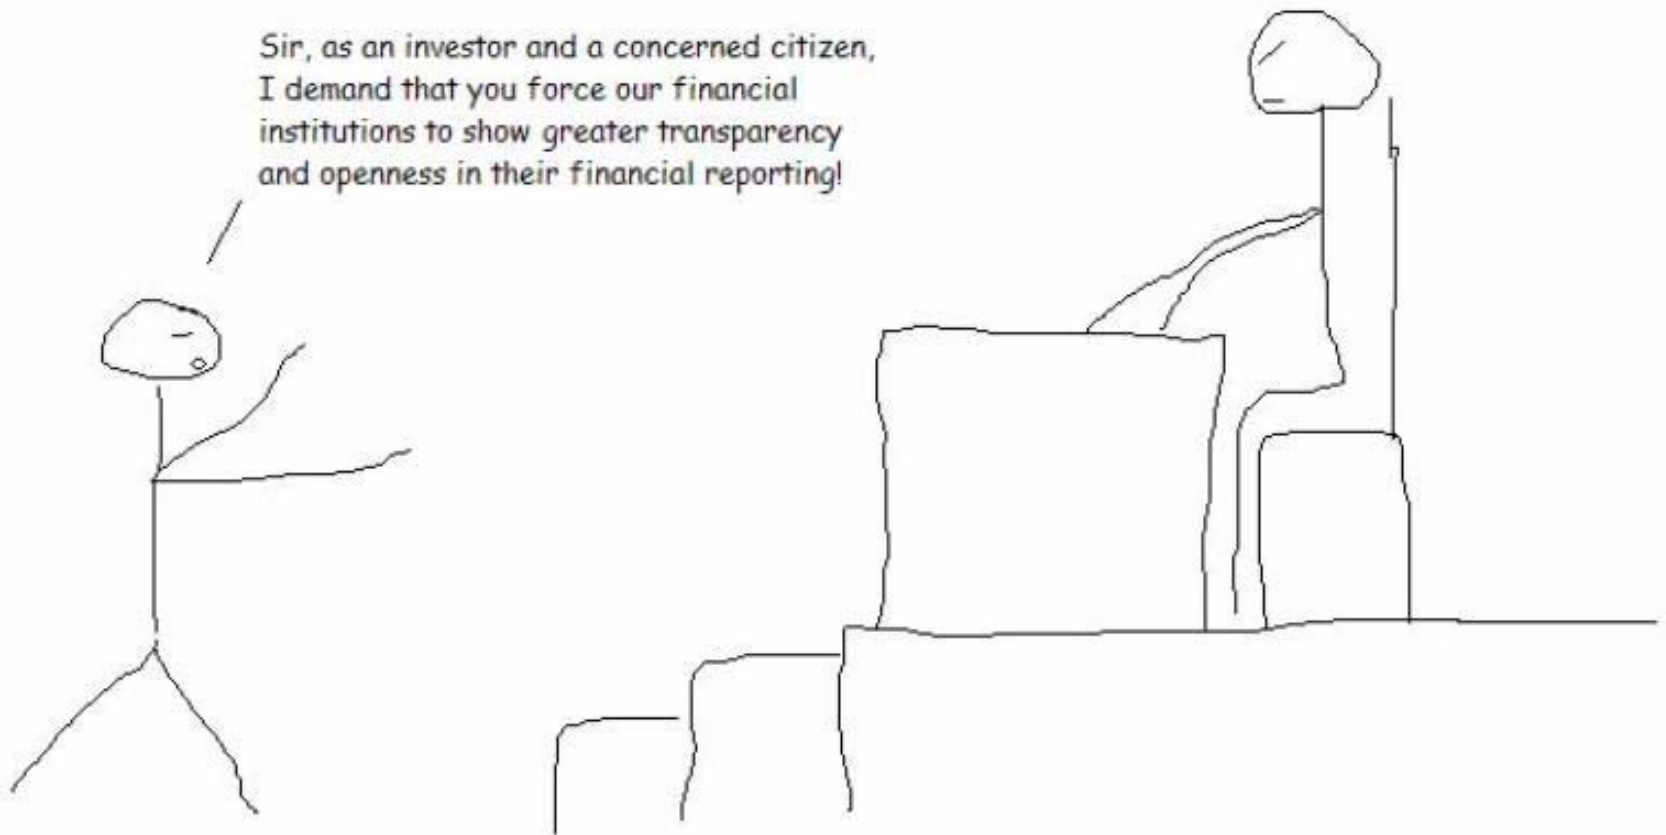 Sir, as an investor and a concerned citizen,
I demand that you force our financial
institutions to show greater transparency
and openness in their financial reporting!